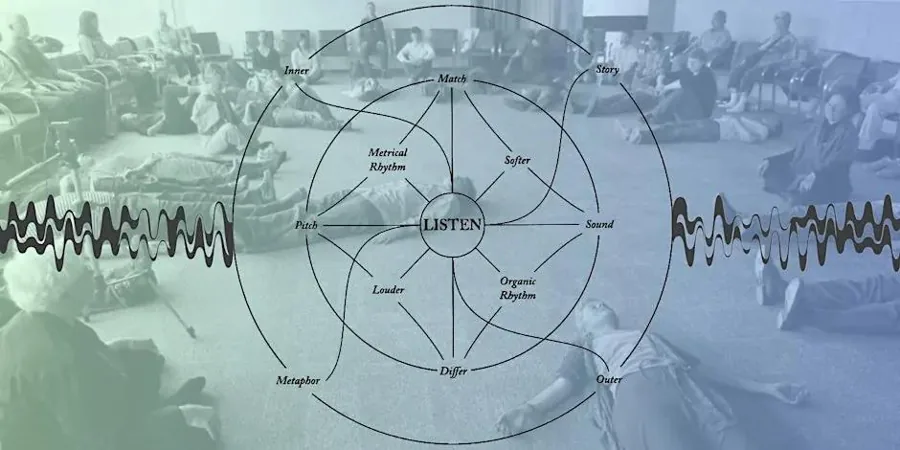 Inner
Story
Match
Metrical
Rhythm
Softer
Pitch
LISTEN
Sound
Louder
Organic
Rhythm
Differ
Metaphor
Outer